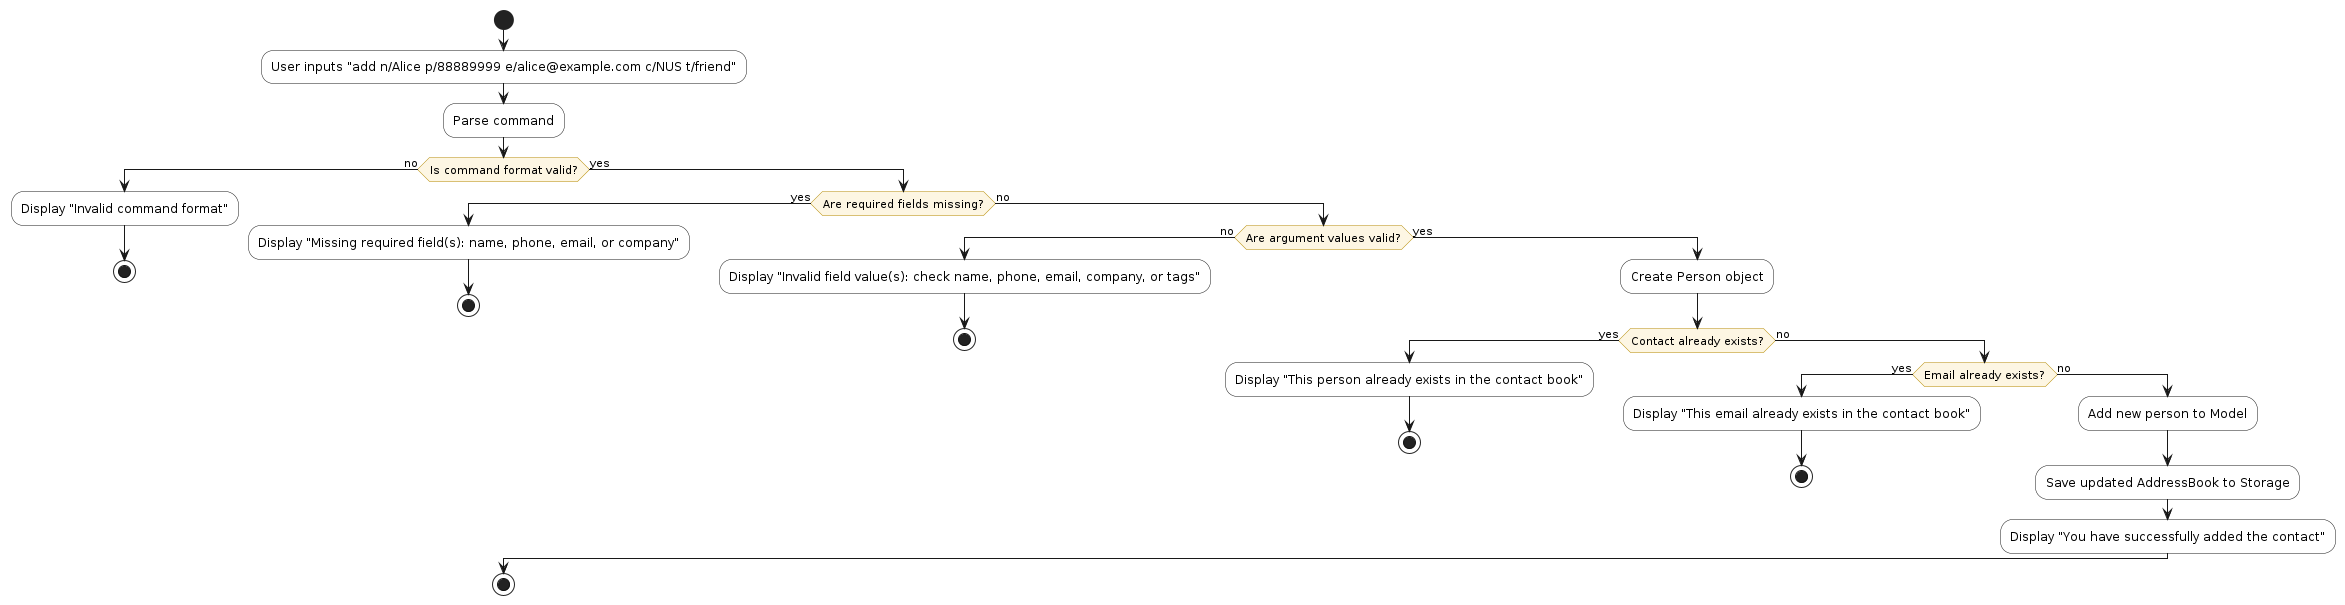 User inputs "add n/Alice p/88889999 e/alice@example.com c/NUS t/friend"
Parse command
no
Is command format valid?
yes
Display "Invalid command format"
yes
Are required fields missing?
no
Display "Missing required field(s): name, phone, email, or company"
no
Are argument values valid?
yes
Display "Invalid field value(s): check name, phone, email, company, or tags"
Create Person object
yes
Contact already exists?
no
Display "This person already exists in the contact book"
yes
Email already exists?
no
Display "This email already exists in the contact book"
Add new person to Model
Save updated AddressBook to Storage
Display "You have successfully added the contact"